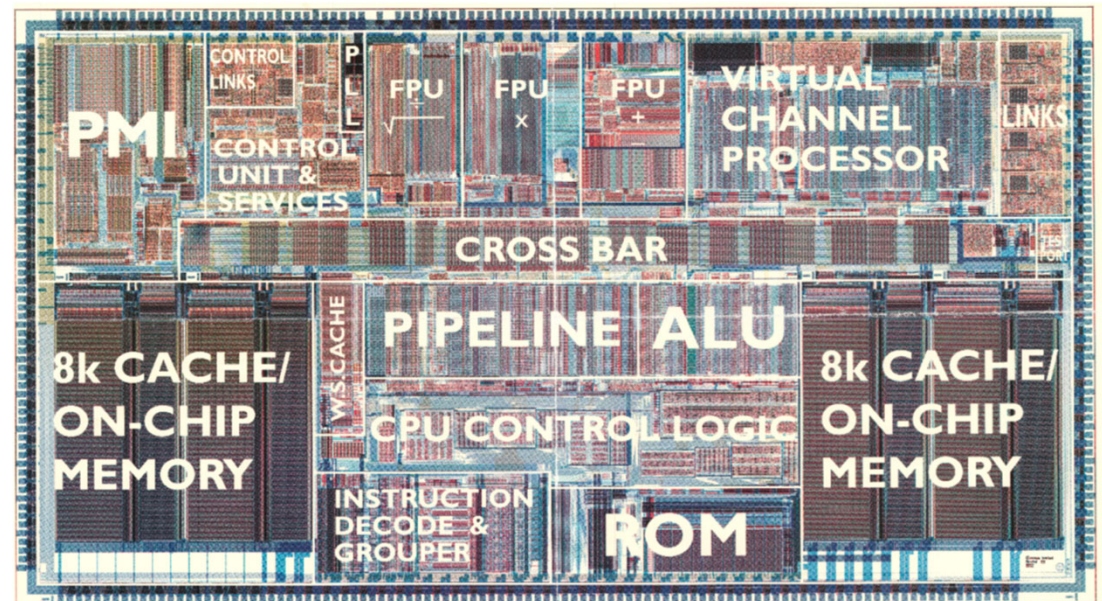 PMI
CONTROL
LINKS
PLL
FPU
÷
√
FPU
×
FPU
+
VIRTUAL
CHANNEL
PROCESSOR
LINKS
CONTROL
UNIT &
SERVICES
CROSS BAR
TEST
PORT
8k CACHE/
ON-CHIP
MEMORY
W.S.CACHE
PIPELINE ALU
CPU CONTROL LOGIC
8k CACHE/
ON-CHIP
MEMORY
INSTRUCTION
DECODE &
GROUPER
ROM